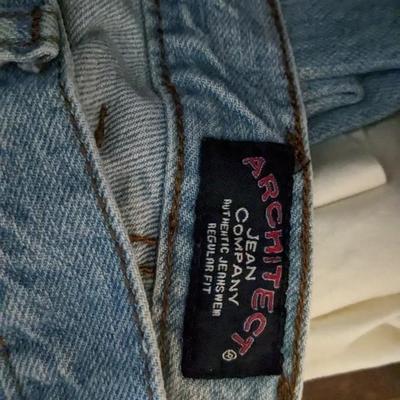 ARCHITECT
JEAN
COMPANY
AUTHENTIC JEANSWEAR
REGULAR FIT